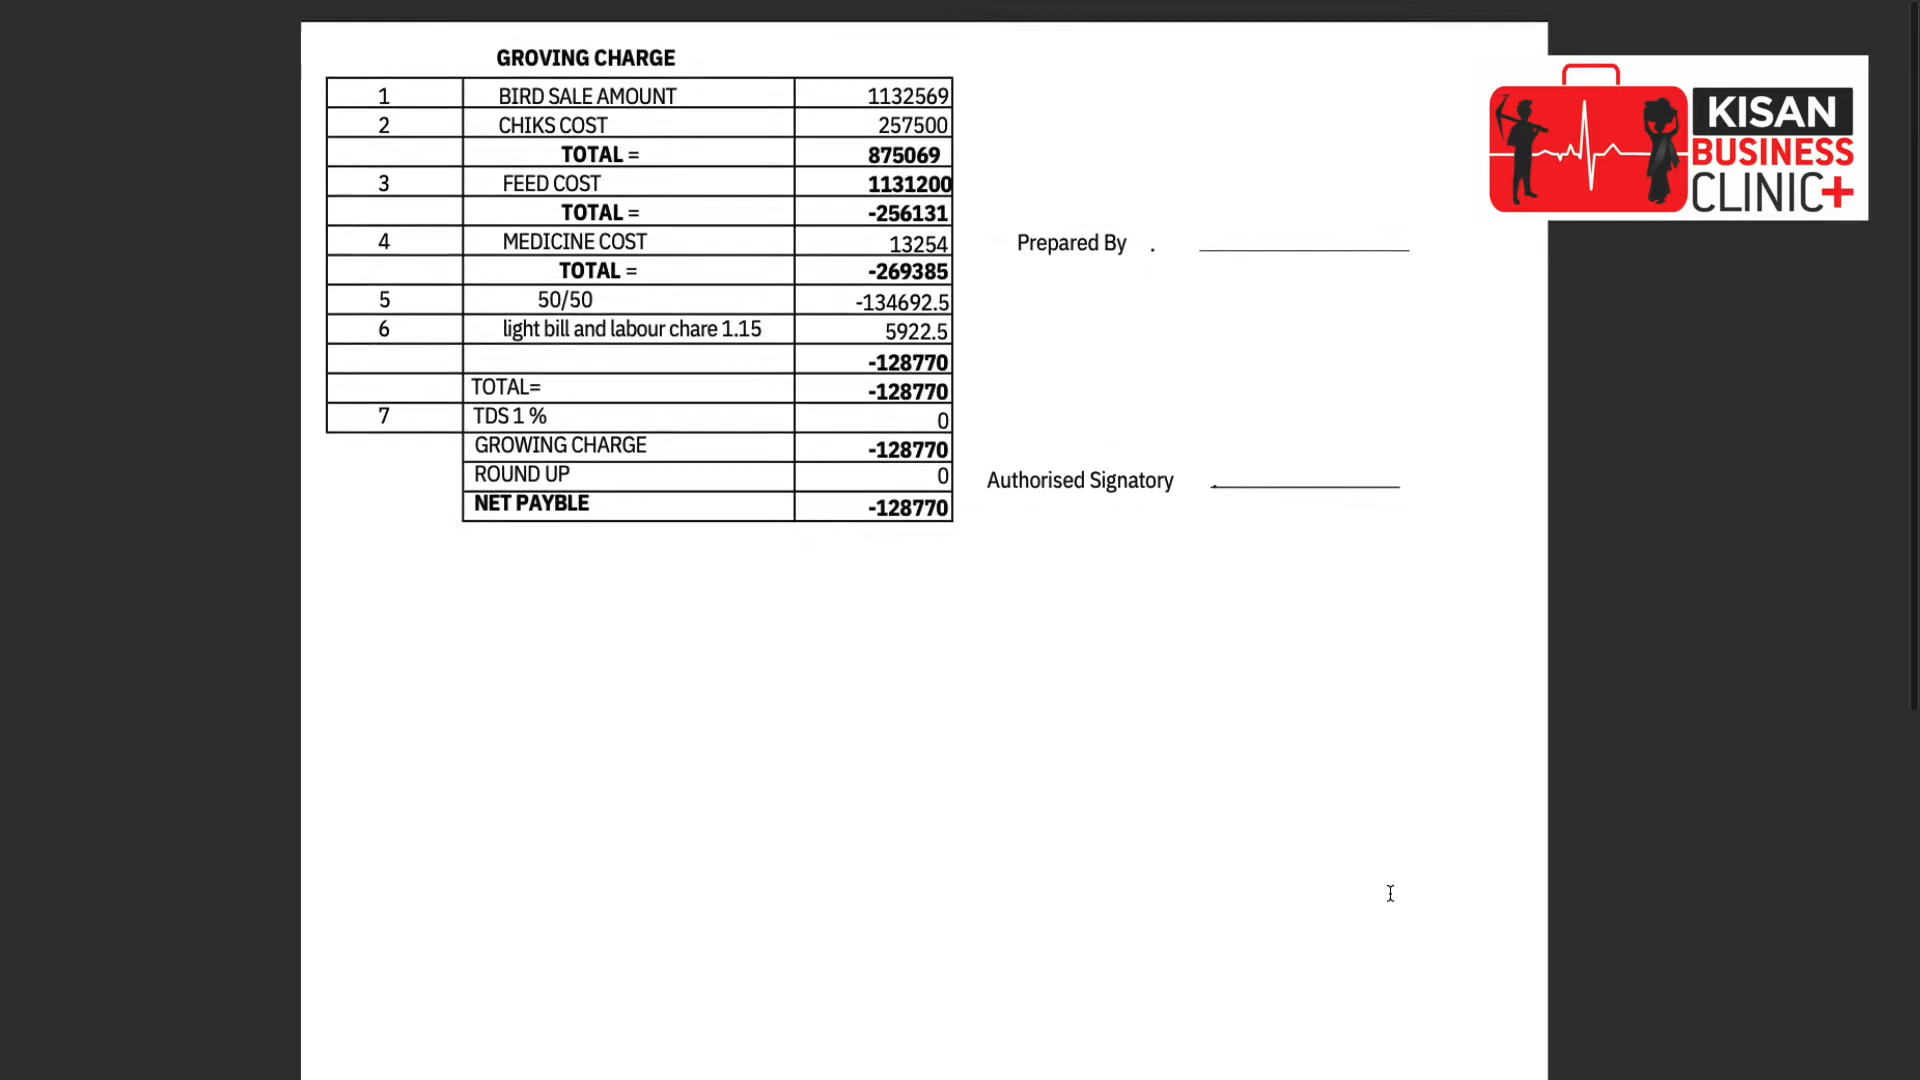 GROVING CHARGE
1 BIRD SALE AMOUNT 1132569
2 CHIKS COST 257500
TOTAL = 875069
3 FEED COST 1131200
TOTAL = -256131
4 MEDICINE COST 13254
TOTAL = -269385
5 50/50 -134692.5
6 light bill and labour chare 1.15 5922.5
-128770
TOTAL= -128770
7 TDS 1 % 0
GROWING CHARGE -128770
ROUND UP 0
NET PAYBLE -128770
Prepared By .
Authorised Signatory .
KISAN
BUSINESS
CLINIC+